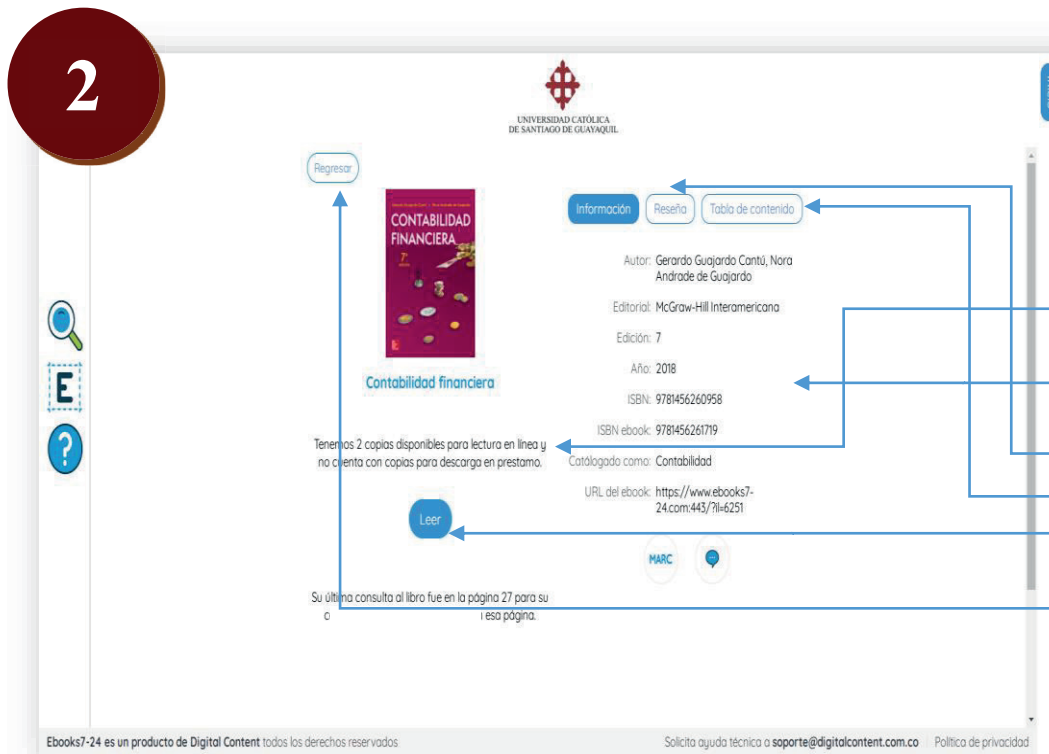 2
UNIVERSIDAD CATÓLICA
DE SANTIAGO DE GUAYAQUIL
Regresar
CONTABILIDAD
FINANCIERA
7
Contabilidad financiera
Tenemos 2 copias disponibles para lectura en línea y
no cuenta con copias para descarga en prestamo.
Leer
Su última consulta al libro fue en la página 27 para su
esa página.
Información Reseña Tabla de contenido
Autor: Gerardo Guajardo Cantú, Nora
Andrade de Guajardo
Editorial: McGraw-Hill Interamericana
Edición: 7
Año: 2018
ISBN: 9781456260958
ISBN ebook: 9781456261719
Catálogado como: Contabilidad
URL del ebook: https://www.ebooks7-
24.com:443/?il=6251
MARC
E
?
Ebooks7-24 es un producto de Digital Content todos los derechos reservados
Solicita ayuda técnica a soporte@digitalcontent.com.co Política de privacidad